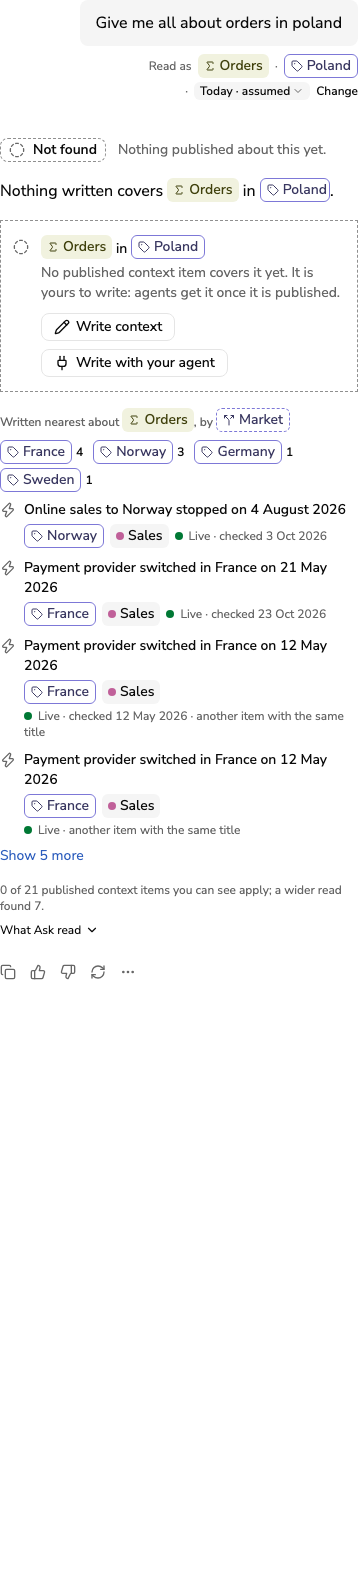 Give me all about orders in poland
Read as Σ Orders · Poland
· Today · assumed Change
Not found Nothing published about this yet.
Nothing written covers Σ Orders in Poland.
Σ Orders in Poland
No published context item covers it yet. It is
yours to write: agents get it once it is published.
Write context
Write with your agent
Written nearest about Σ Orders, by Market
France 4 Norway 3 Germany 1
Sweden 1
Online sales to Norway stopped on 4 August 2026
Norway Sales Live · checked 3 Oct 2026
Payment provider switched in France on 21 May
2026
France Sales Live · checked 23 Oct 2026
Payment provider switched in France on 12 May
2026
France Sales
Live · checked 12 May 2026 · another item with the same
title
Payment provider switched in France on 12 May
2026
France Sales
Live · another item with the same title
Show 5 more
0 of 21 published context items you can see apply; a wider read
found 7.
What Ask read